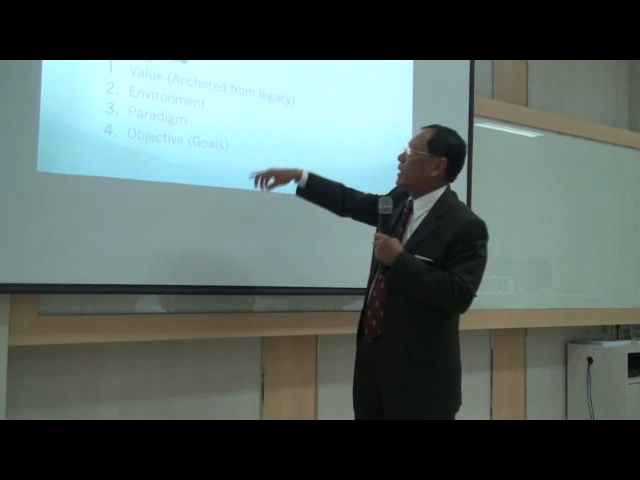 1. Value (Anchored from legacy)
2. Environment
3. Paradigm
4. Objective (Goals)